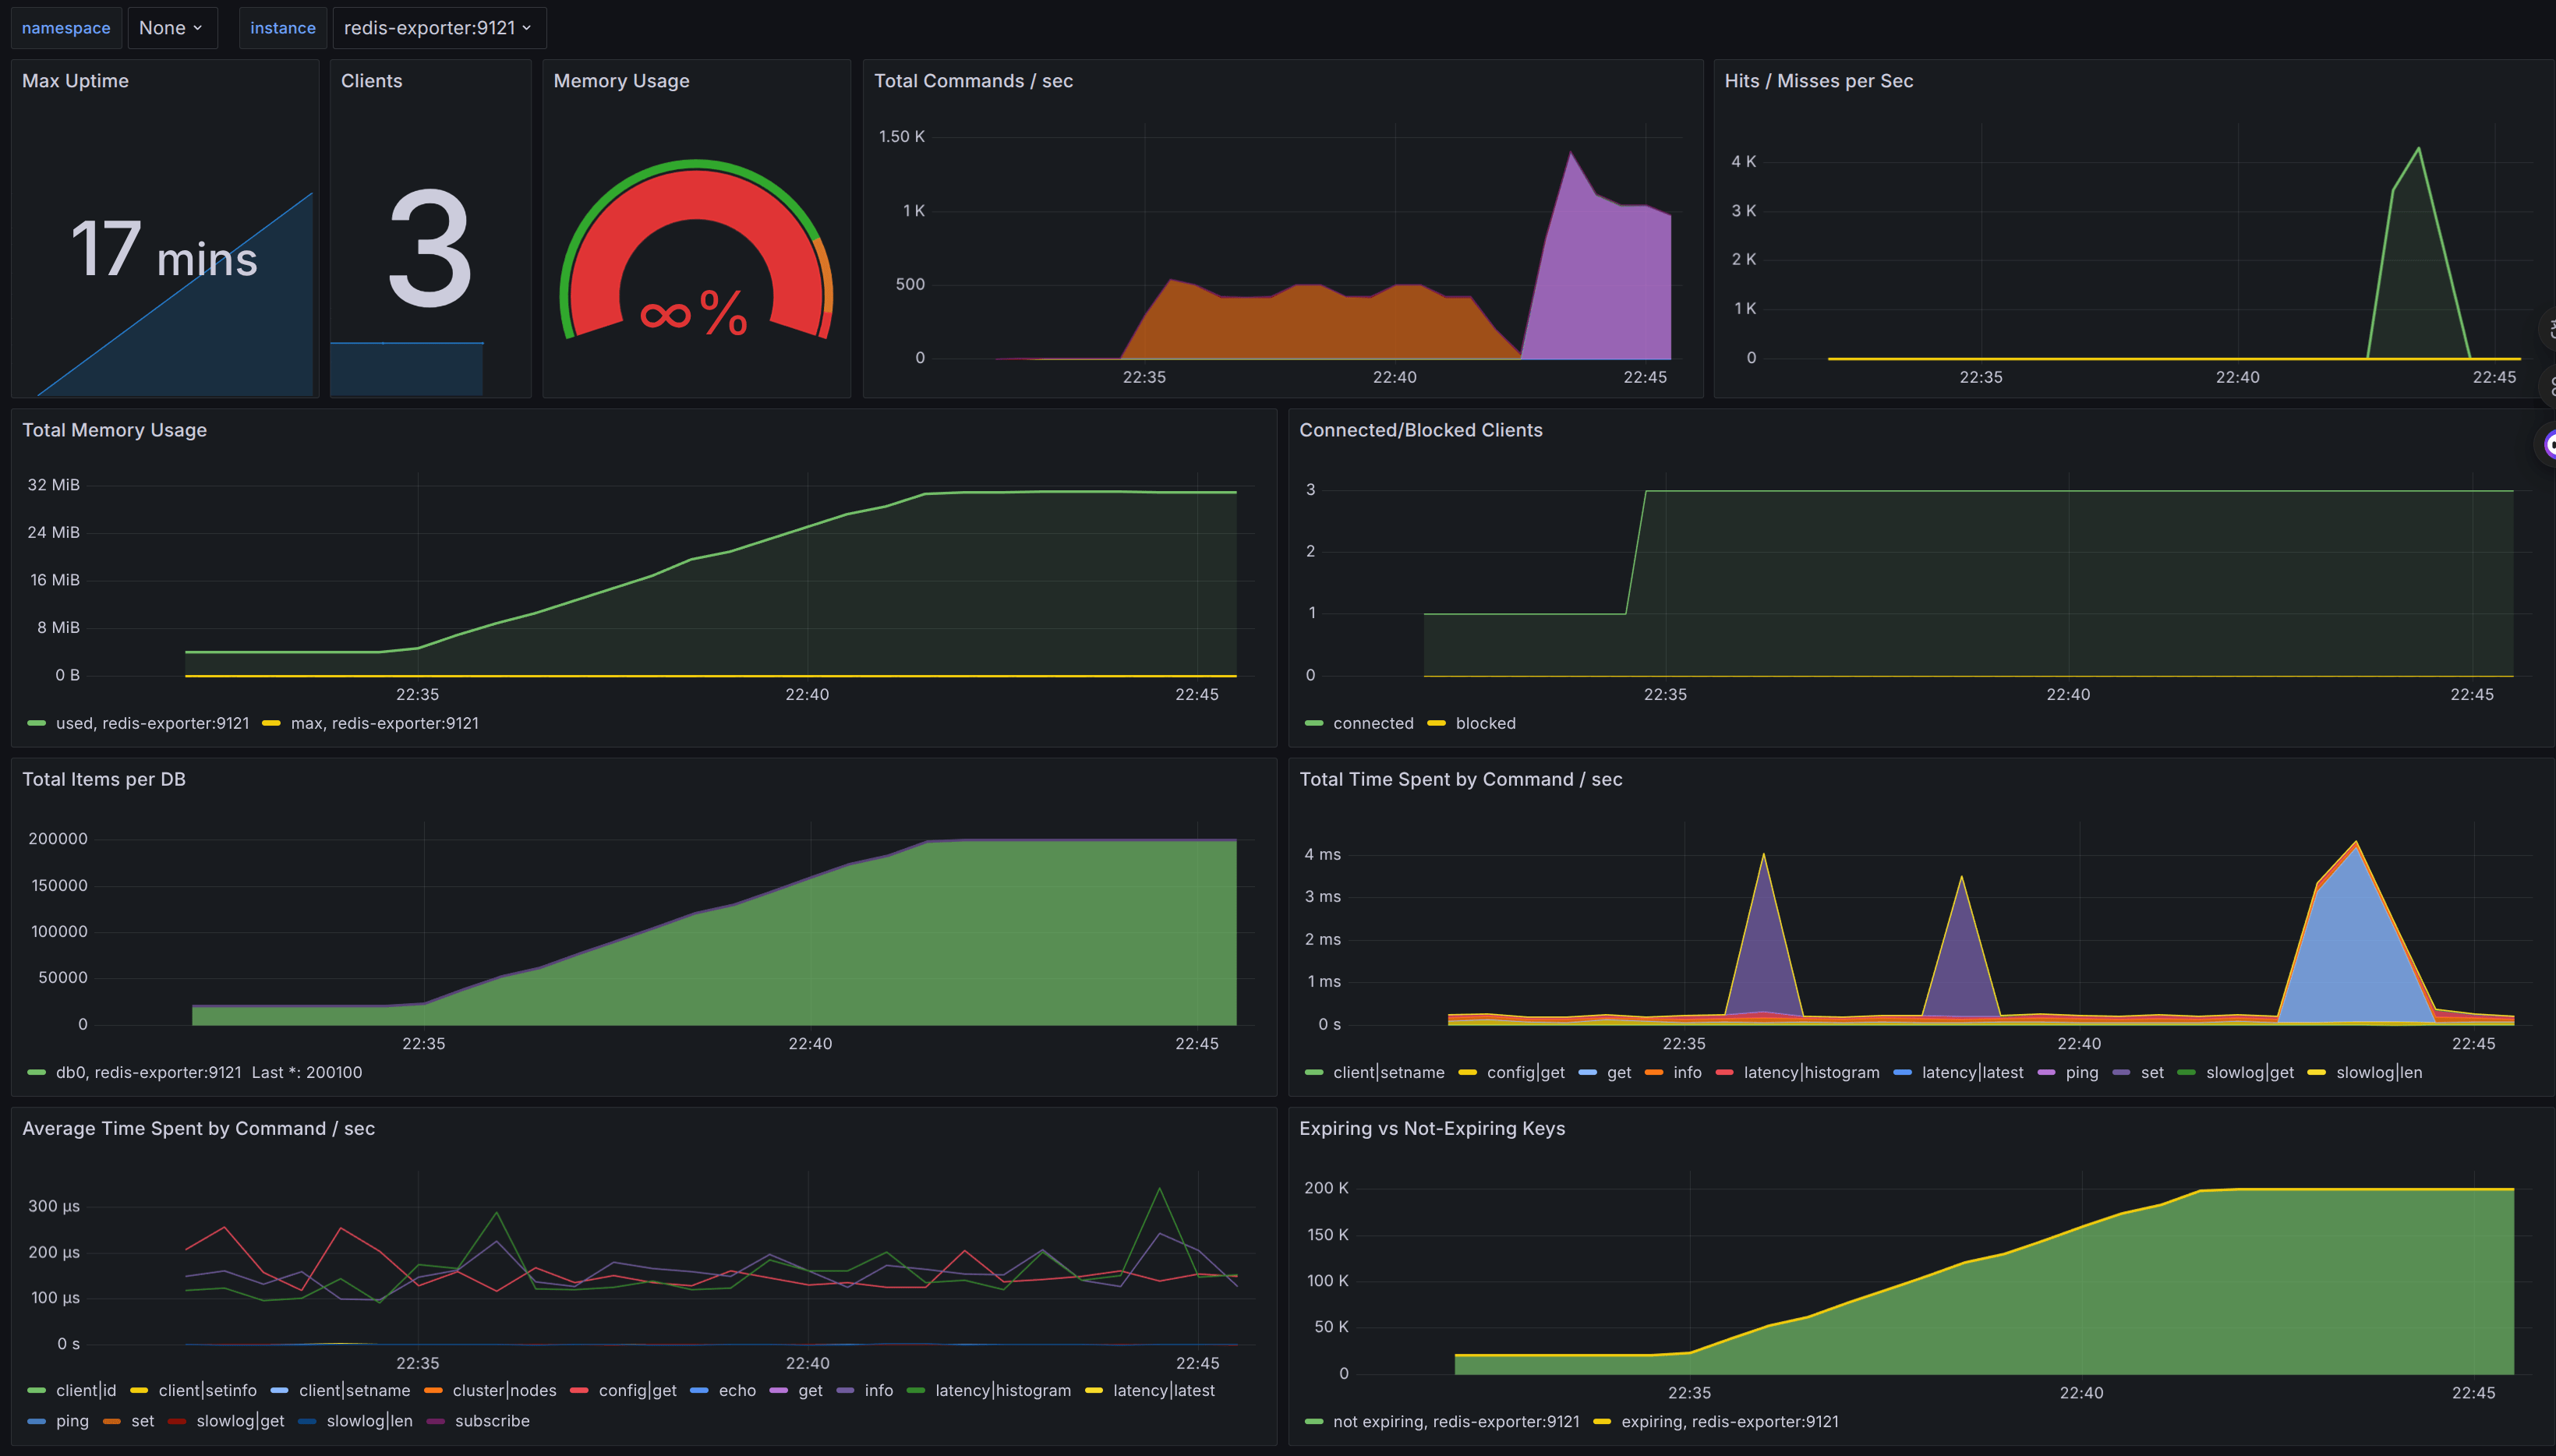 namespace None instance redis-exporter:9121
Max Uptime
17 mins
Clients
3
Memory Usage
∞%
Total Commands / sec
1.50 K
1 K
500
0
22:35 22:40 22:45
Hits / Misses per Sec
4 K
3 K
2 K
1 K
0
22:35 22:40 22:45
Total Memory Usage
32 MiB
24 MiB
16 MiB
8 MiB
0 B
22:35 22:40 22:45
used, redis-exporter:9121 max, redis-exporter:9121
Connected/Blocked Clients
3
2
1
0
22:35 22:40 22:45
connected blocked
Total Items per DB
200000
150000
100000
50000
0
22:35 22:40 22:45
db0, redis-exporter:9121 Last *: 200100
Total Time Spent by Command / sec
4 ms
3 ms
2 ms
1 ms
0 s
22:35 22:40 22:45
client|setname config|get get info latency|histogram latency|latest ping set slowlog|get slowlog|len
Average Time Spent by Command / sec
300 µs
200 µs
100 µs
0 s
22:35 22:40 22:45
client|id client|setinfo client|setname cluster|nodes config|get echo get info latency|histogram latency|latest
ping set slowlog|get slowlog|len subscribe
Expiring vs Not-Expiring Keys
200 K
150 K
100 K
50 K
0
22:35 22:40 22:45
not expiring, redis-exporter:9121 expiring, redis-exporter:9121